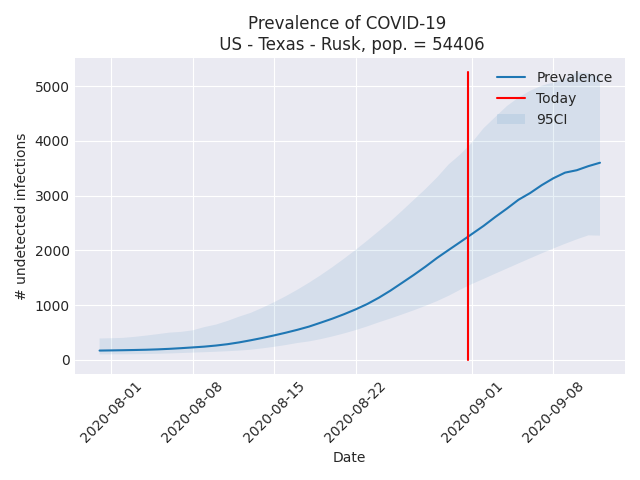 Prevalence of COVID-19
US - Texas - Rusk, pop. = 54406
5000
4000
3000
2000
1000
0
# undetected infections
Prevalence
Today
95CI
2020-08-01
2020-08-08
2020-08-15
2020-08-22
2020-09-01
2020-09-08
Date